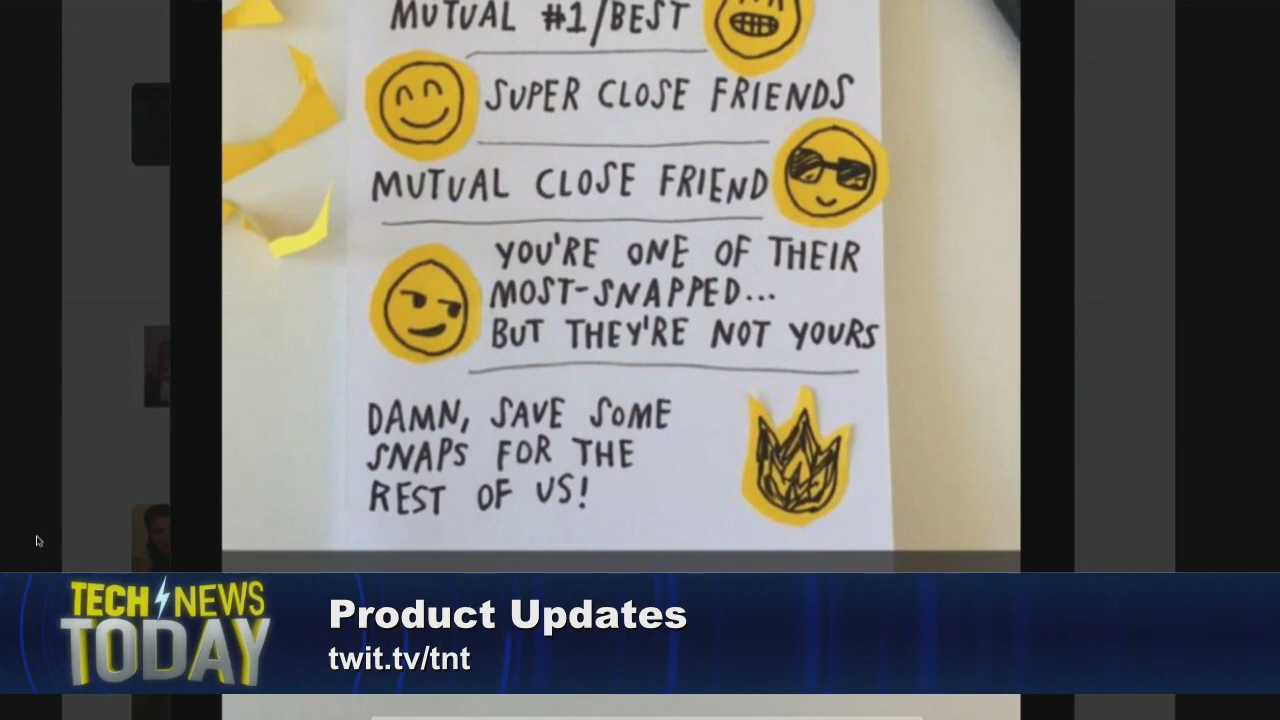 MUTUAL #1/BEST
SUPER CLOSE FRIENDS
MUTUAL CLOSE FRIEND
YOU'RE ONE OF THEIR
MOST-SNAPPED...
BUT THEY'RE NOT YOURS
DAMN, SAVE SOME
SNAPS FOR THE
REST OF US!
TECH NEWS
TODAY
Product Updates
twit.tv/tnt